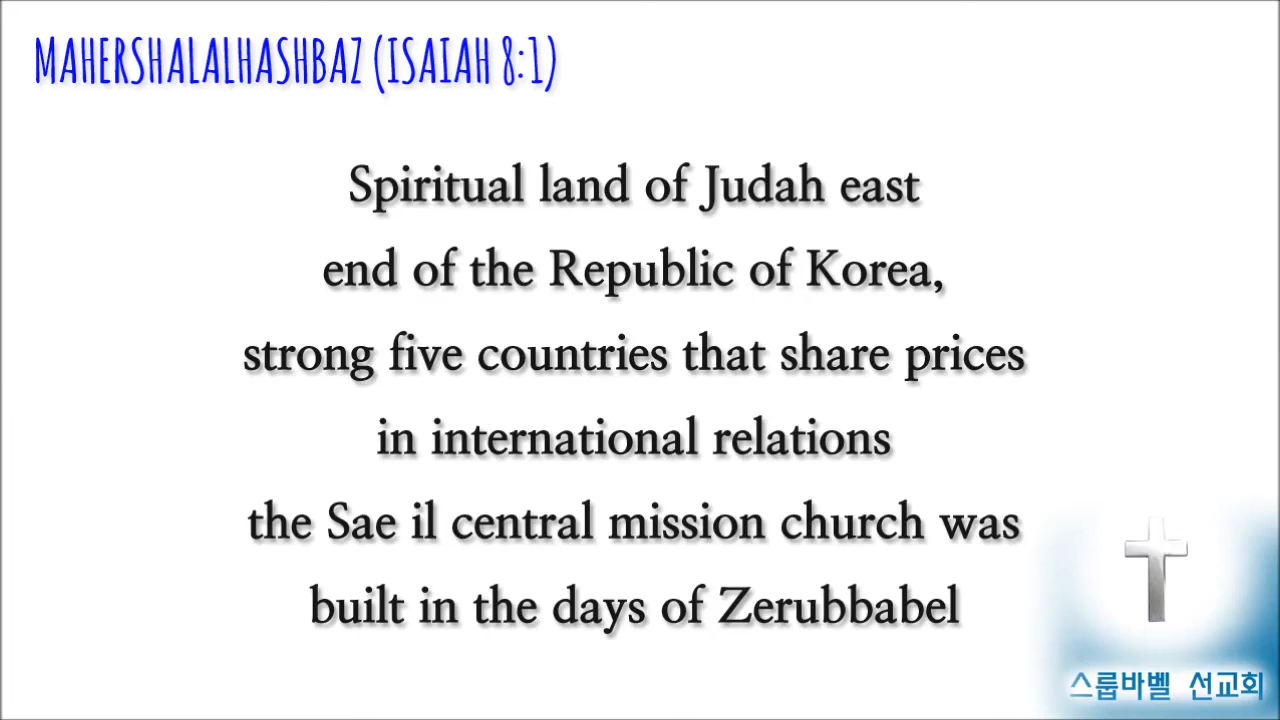 MAHERSHALALHASHBAZ (ISAIAH 8:1)
Spiritual land of Judah east
end of the Republic of Korea,
strong five countries that share prices
in international relations
the Sae il central mission church was
built in the days of Zerubbabel
스룹바벨 선교회